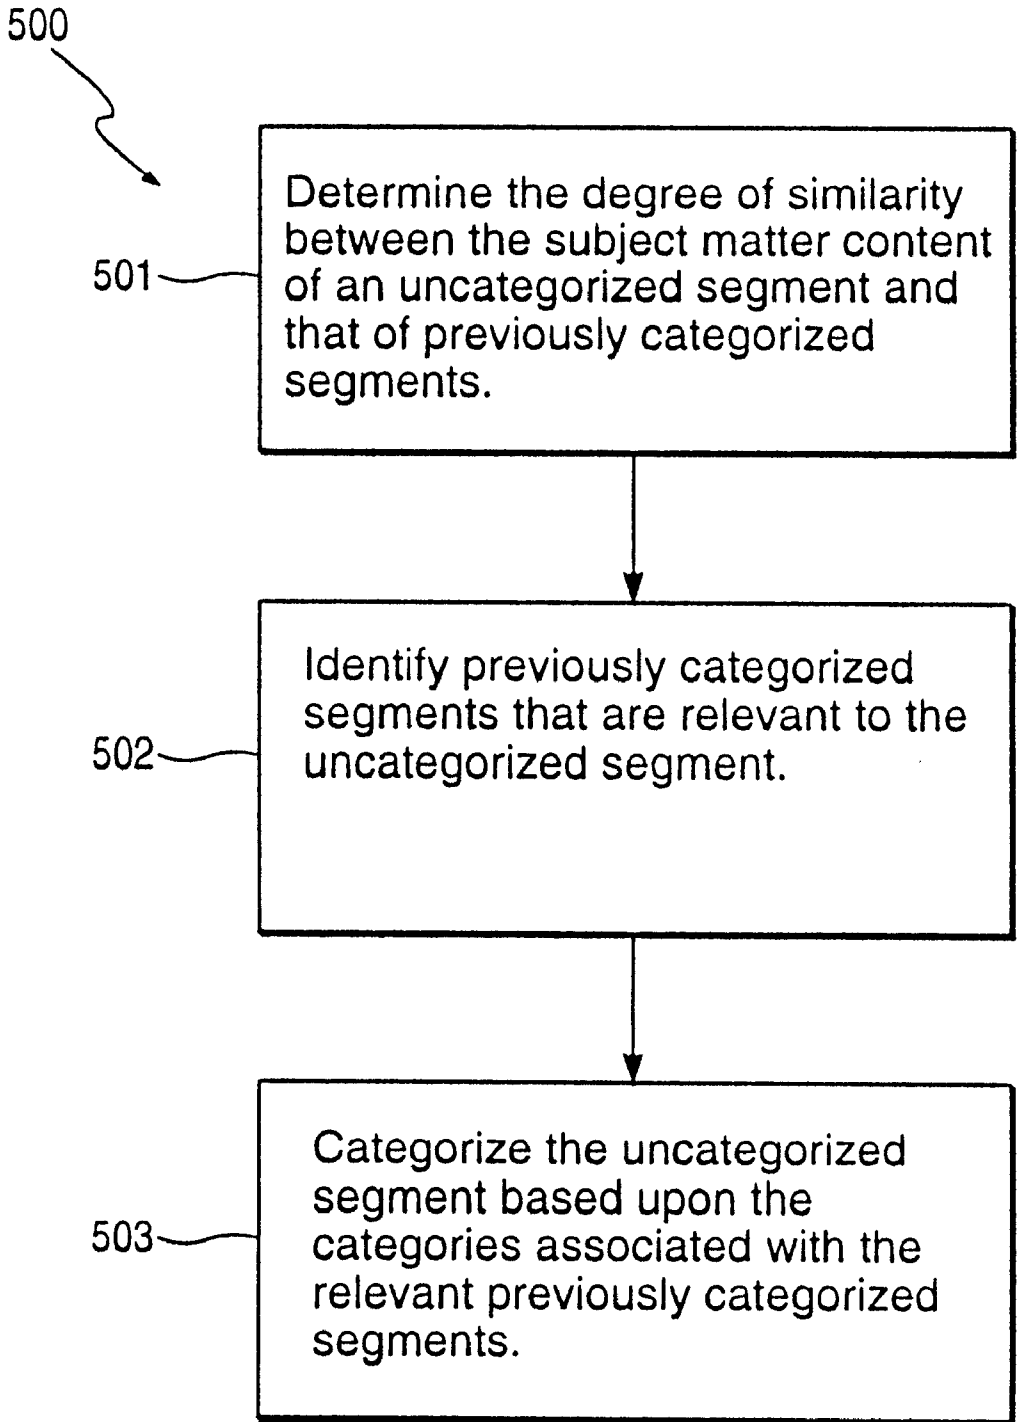 500
501
Determine the degree of similarity
between the subject matter content
of an uncategorized segment and
that of previously categorized
segments.
502
Identify previously categorized
segments that are relevant to the
uncategorized segment.
503
Categorize the uncategorized
segment based upon the
categories associated with the
relevant previously categorized
segments.